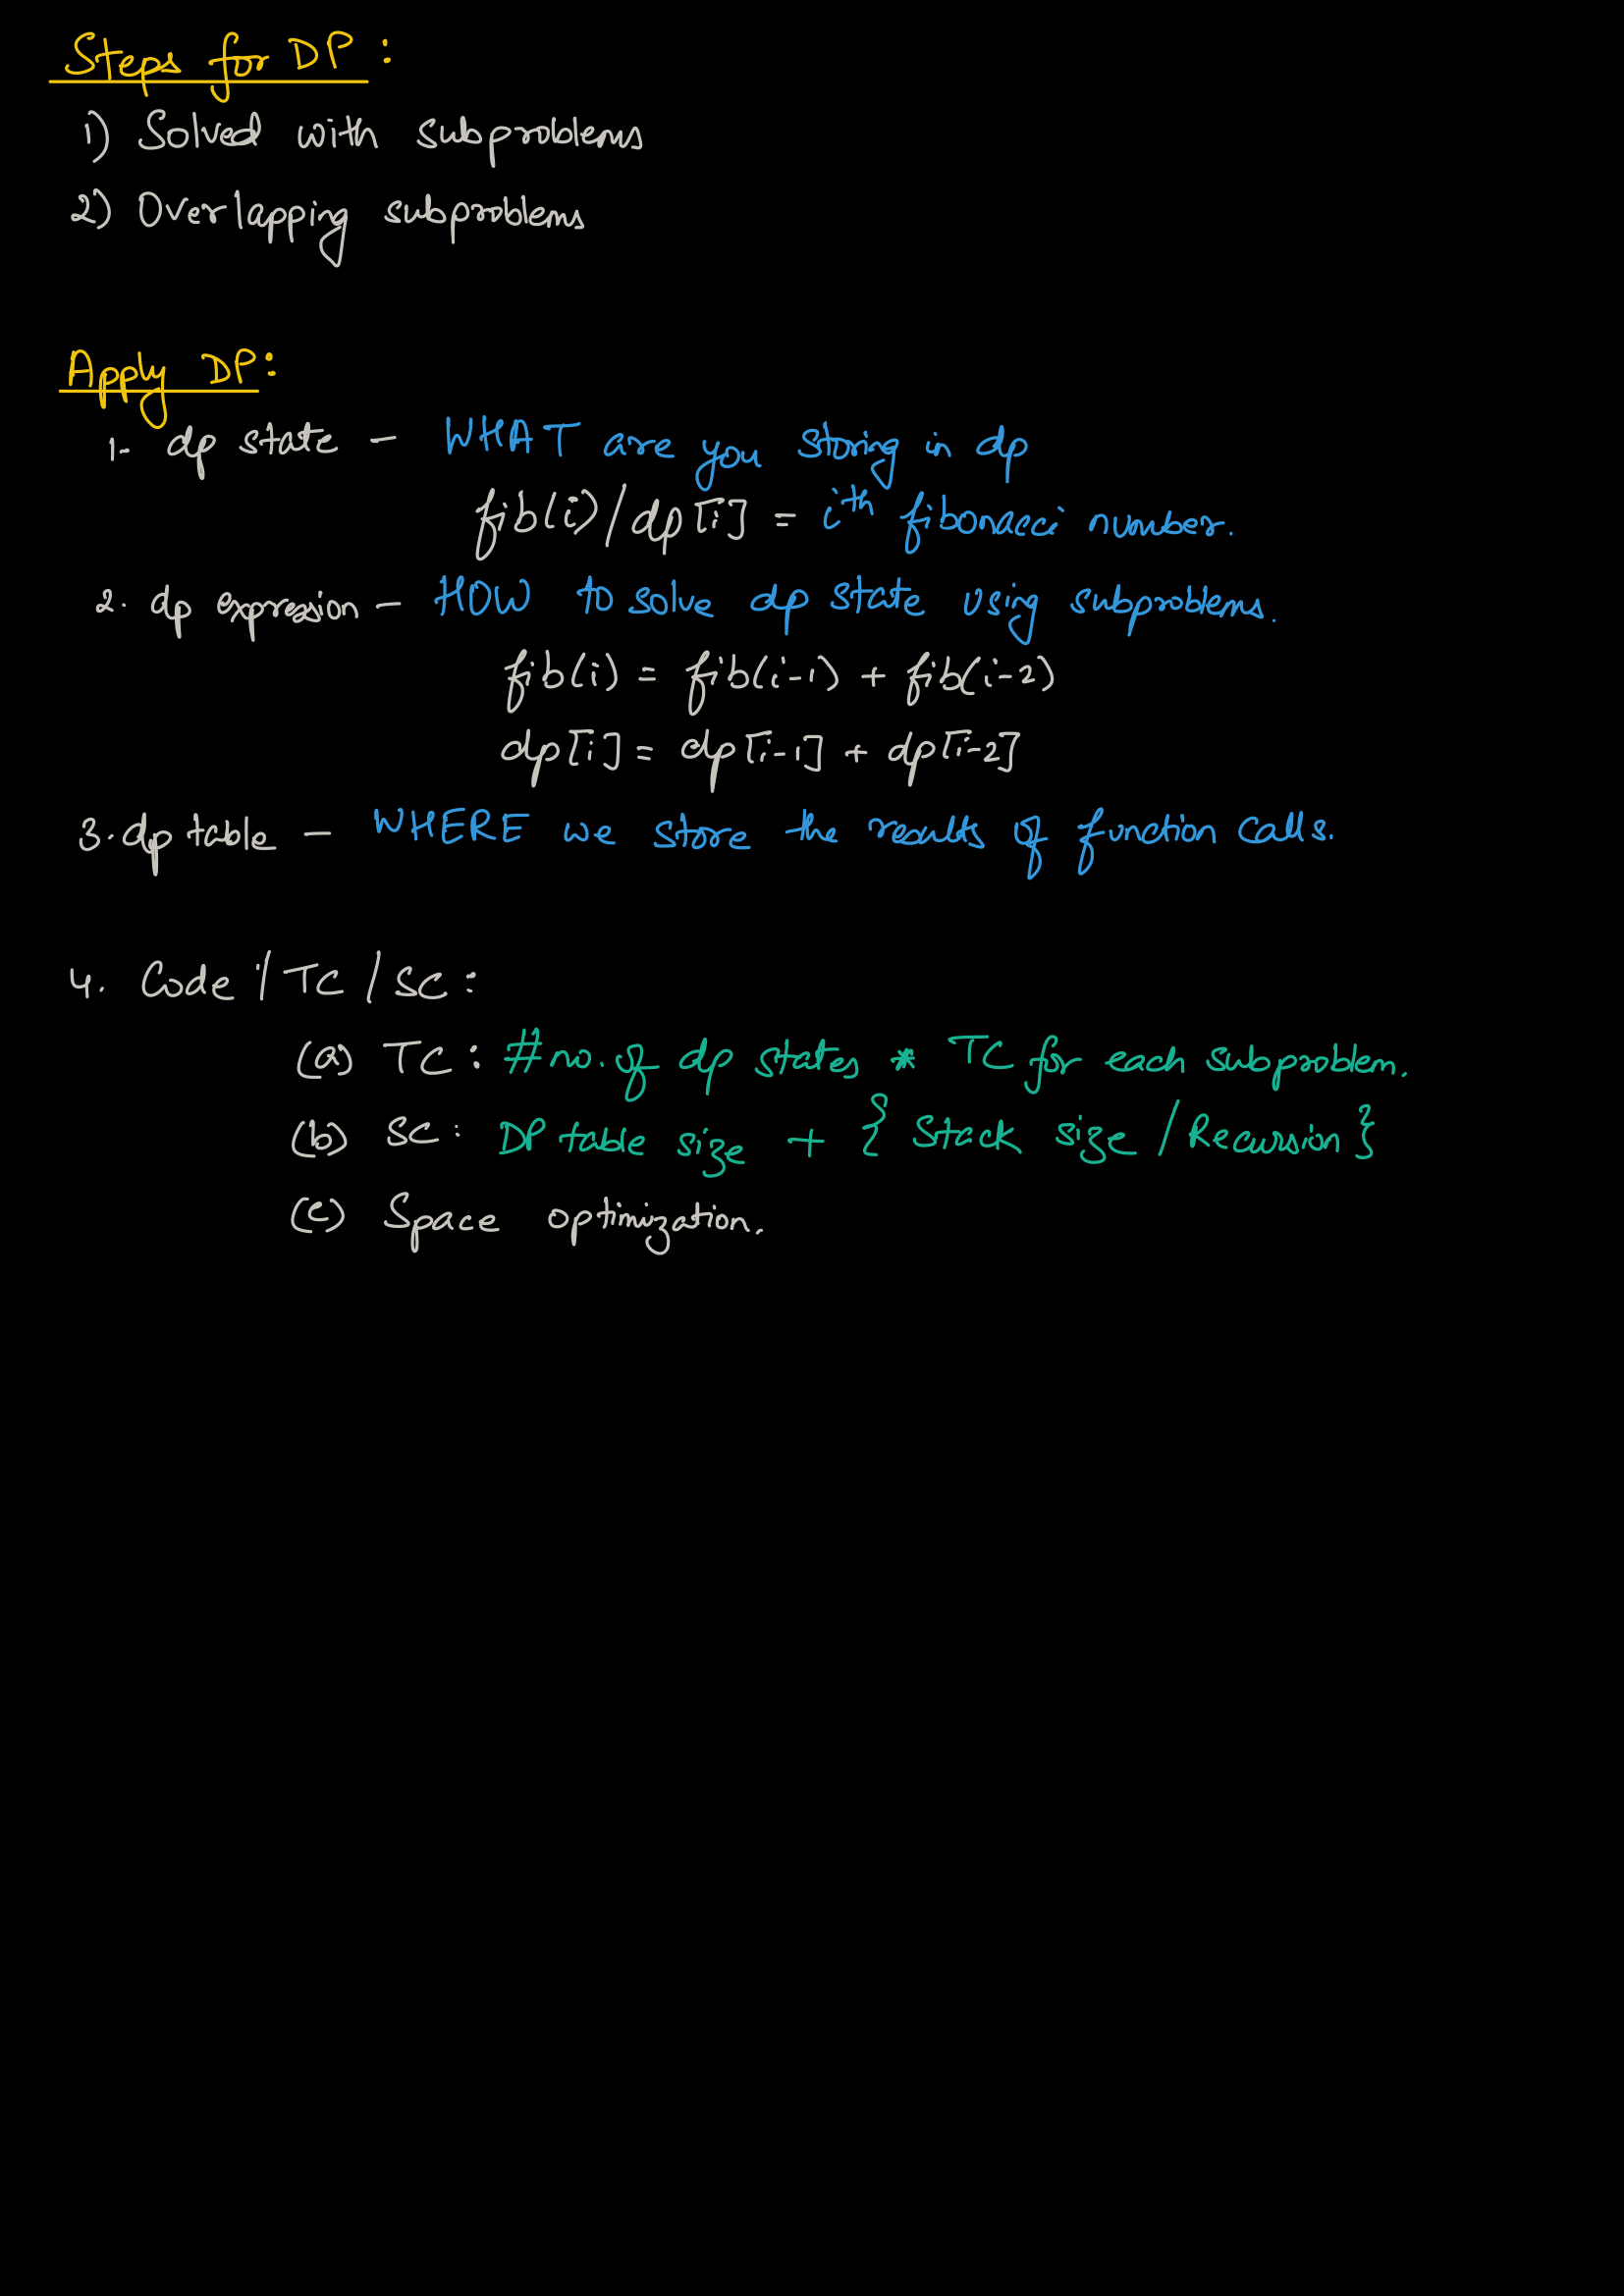 Steps for DP :
1) Solved with subproblems
2) Overlapping subproblems
Apply DP:
1. dp state - WHAT are you storing in dp
fib(i)/dp[i] = i^th fibonacci number.
2. dp expression - HOW to solve dp state using subproblems.
fib(i) = fib(i-1) + fib(i-2)
dp[i] = dp[i-1] + dp[i-2]
3. dp table - WHERE we store the results of function calls.
4. Code / TC / SC :
(a) TC : # no. of dp states * TC for each subproblem.
(b) SC : DP table size + { Stack size / Recursion }
(c) Space optimization.